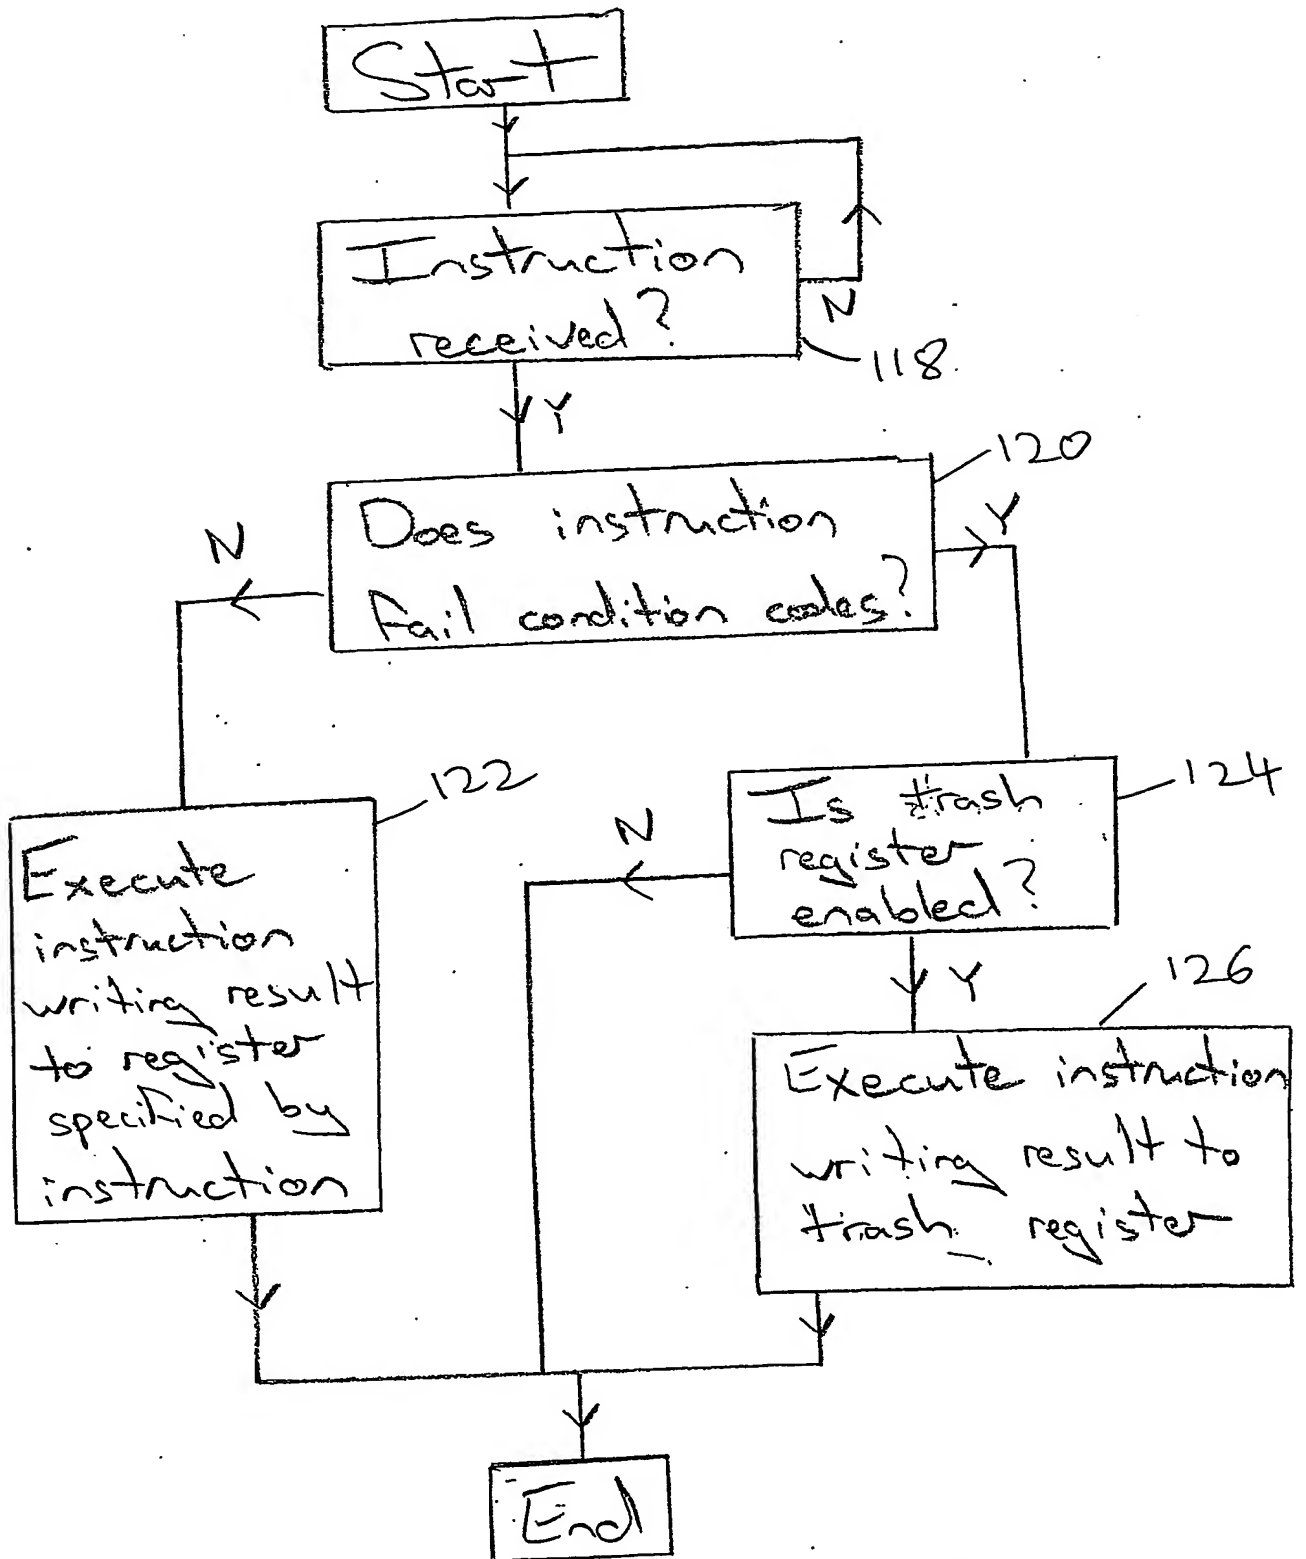 Start
Instruction
received?
N
118
Y
120
Does instruction
fail condition codes?
N
Y
122
Execute
instruction
writing result
to register
specified by
instruction
124
Is trash
register
enabled?
N
Y
126
Execute instruction
writing result to
trash register
End